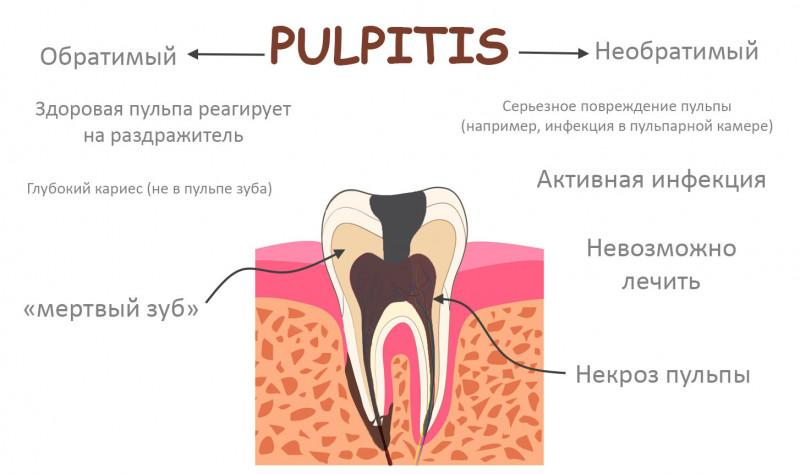 PULPITIS
Обратимый
Необратимый
Здоровая пульпа реагирует
на раздражитель
Серьезное повреждение пульпы
(например, инфекция в пульпарной камере)
Глубокий кариес (не в пульпе зуба)
Активная инфекция
Невозможно
лечить
«мертвый зуб»
Некроз пульпы